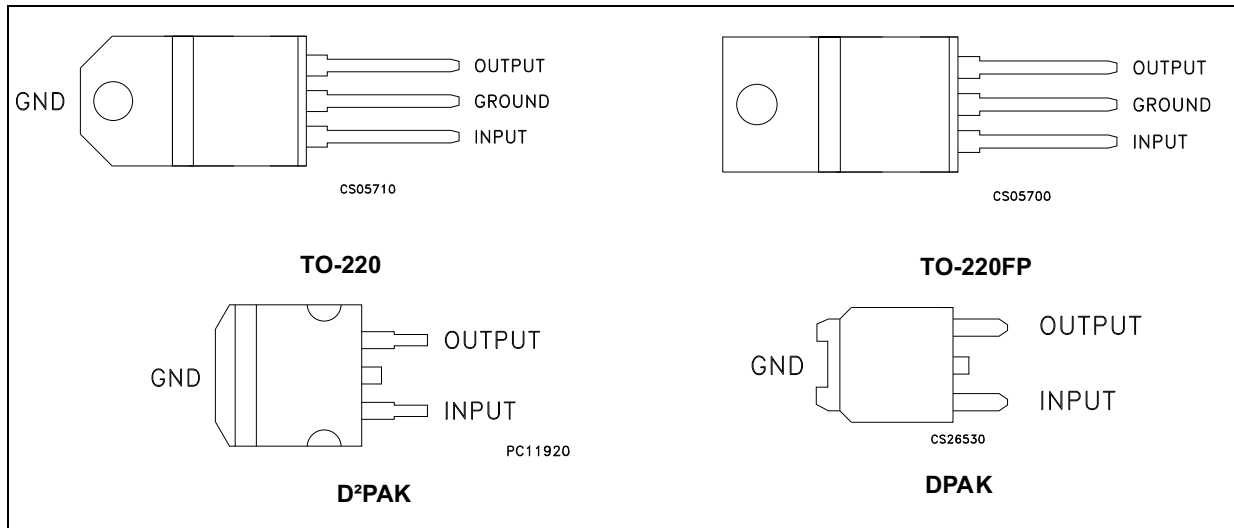 GND
OUTPUT
GROUND
INPUT
CS05710
TO-220
OUTPUT
GROUND
INPUT
CS05700
TO-220FP
GND
OUTPUT
INPUT
PC11920
D²PAK
GND
OUTPUT
INPUT
CS26530
DPAK